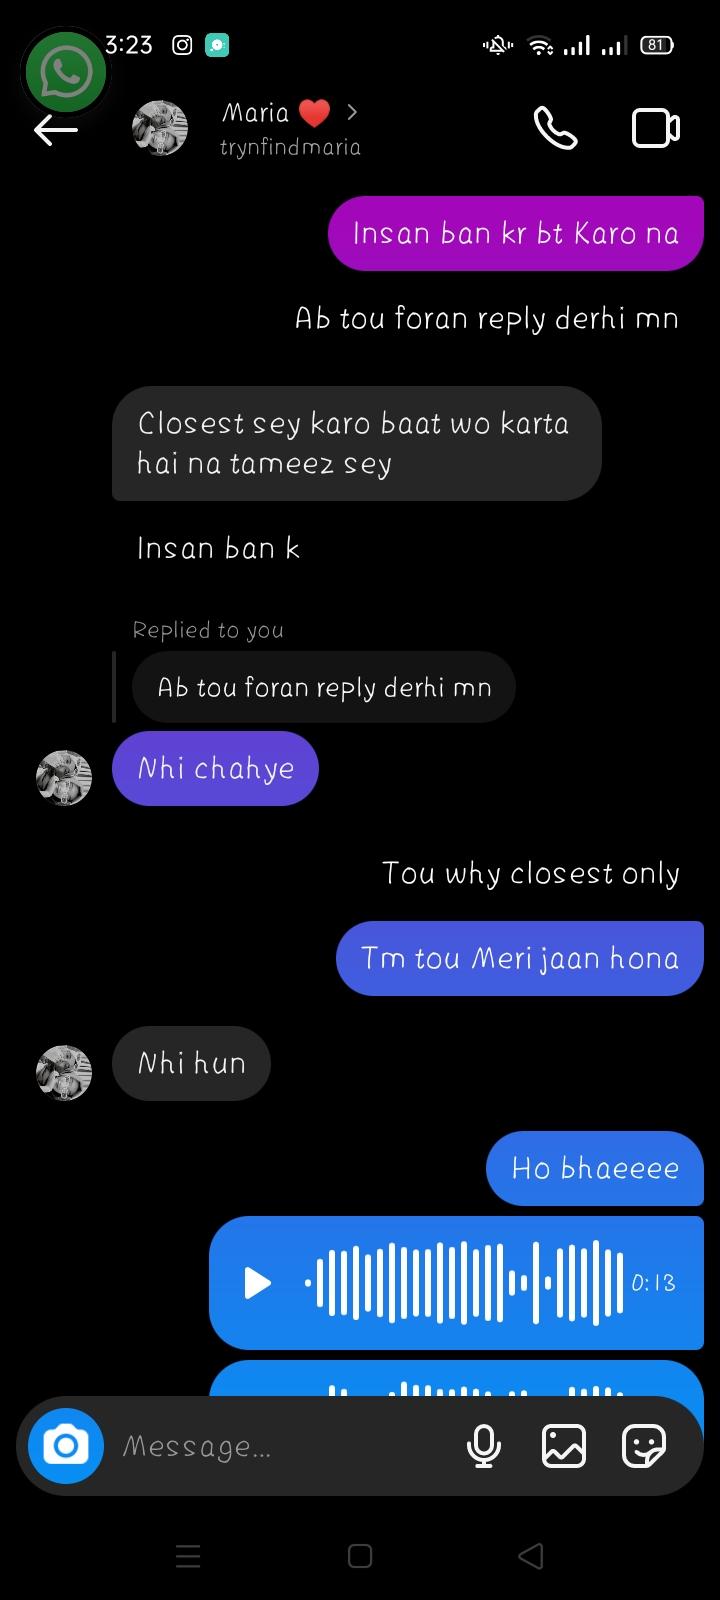 3:23
81
Maria ❤️ >
trynfindmaria
Insan ban kr bt Karo na
Ab tou foran reply derhi mn
Closest sey karo baat wo karta
hai na tameez sey
Insan ban k
Replied to you
Ab tou foran reply derhi mn
Nhi chahye
Tou why closest only
Tm tou Meri jaan hona
Nhi hun
Ho bhaeeee
0:13
Message...